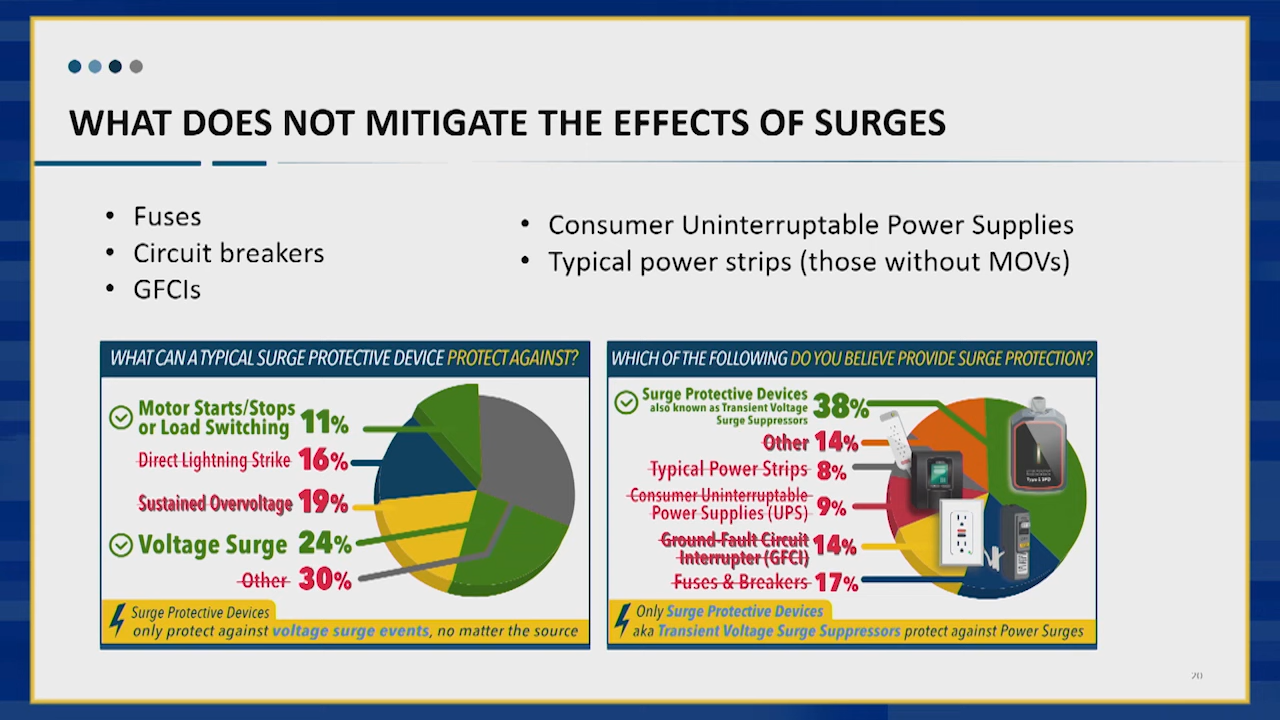 WHAT DOES NOT MITIGATE THE EFFECTS OF SURGES
• Fuses
• Circuit breakers
• GFCIs
• Consumer Uninterruptable Power Supplies
• Typical power strips (those without MOVs)
WHAT CAN A TYPICAL SURGE PROTECTIVE DEVICE PROTECT AGAINST?
Motor Starts/Stops
or Load Switching 11%
Direct Lightning Strike 16%
Sustained Overvoltage 19%
Voltage Surge 24%
Other 30%
Surge Protective Devices
only protect against voltage surge events, no matter the source
WHICH OF THE FOLLOWING DO YOU BELIEVE PROVIDE SURGE PROTECTION?
Surge Protective Devices
also known as Transient Voltage
Surge Suppressors
38%
Other 14%
Typical Power Strips 8%
Consumer Uninterruptable
Power Supplies (UPS) 9%
Ground-Fault Circuit
Interrupter (GFCI) 14%
Fuses & Breakers 17%
Type 1 SPD
Only Surge Protective Devices
aka Transient Voltage Surge Suppressors protect against Power Surges
20